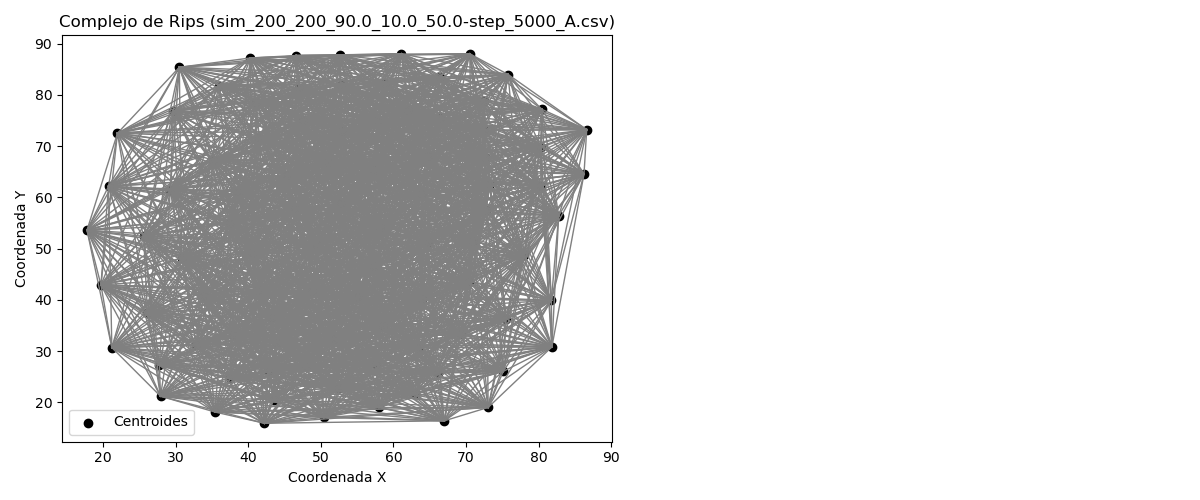 Complejo de Rips (sim_200_200_90.0_10.0_50.0-step_5000_A.csv)
90
80
70
60
50
40
30
20
Coordenada Y
Centroides
20 30 40 50 60 70 80 90
Coordenada X